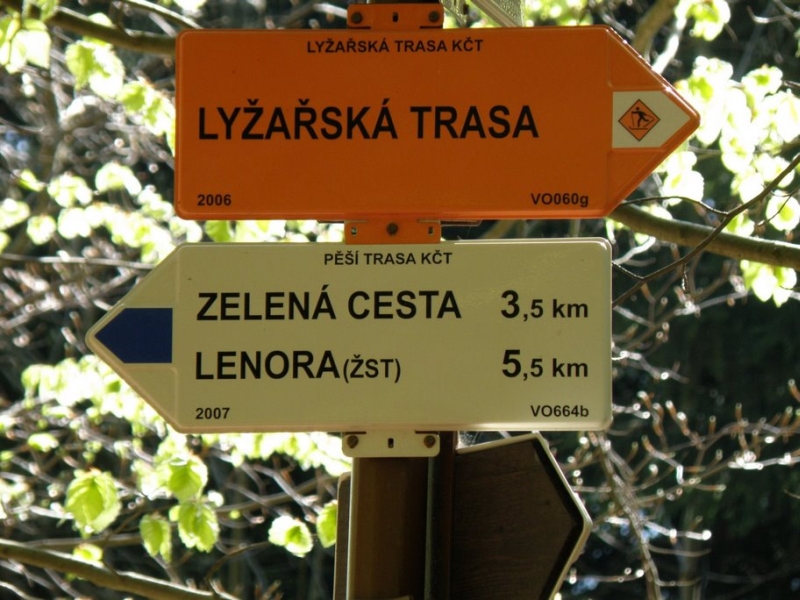 LYŽAŘSKÁ TRASA KČT
LYŽAŘSKÁ TRASA
2006 VO060g
PĚŠÍ TRASA KČT
ZELENÁ CESTA 3,5 km
LENORA (ŽST) 5,5 km
2007 VO664b